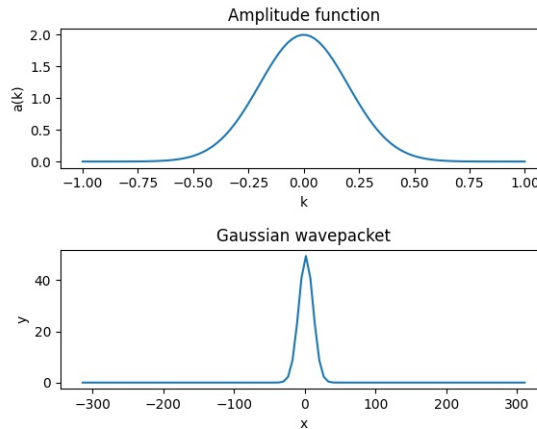 Amplitude function
2.0
1.5
1.0
0.5
0.0
a(k)
−1.00 −0.75 −0.50 −0.25 0.00 0.25 0.50 0.75 1.00
k
Gaussian wavepacket
40
20
0
y
−300 −200 −100 0 100 200 300
x